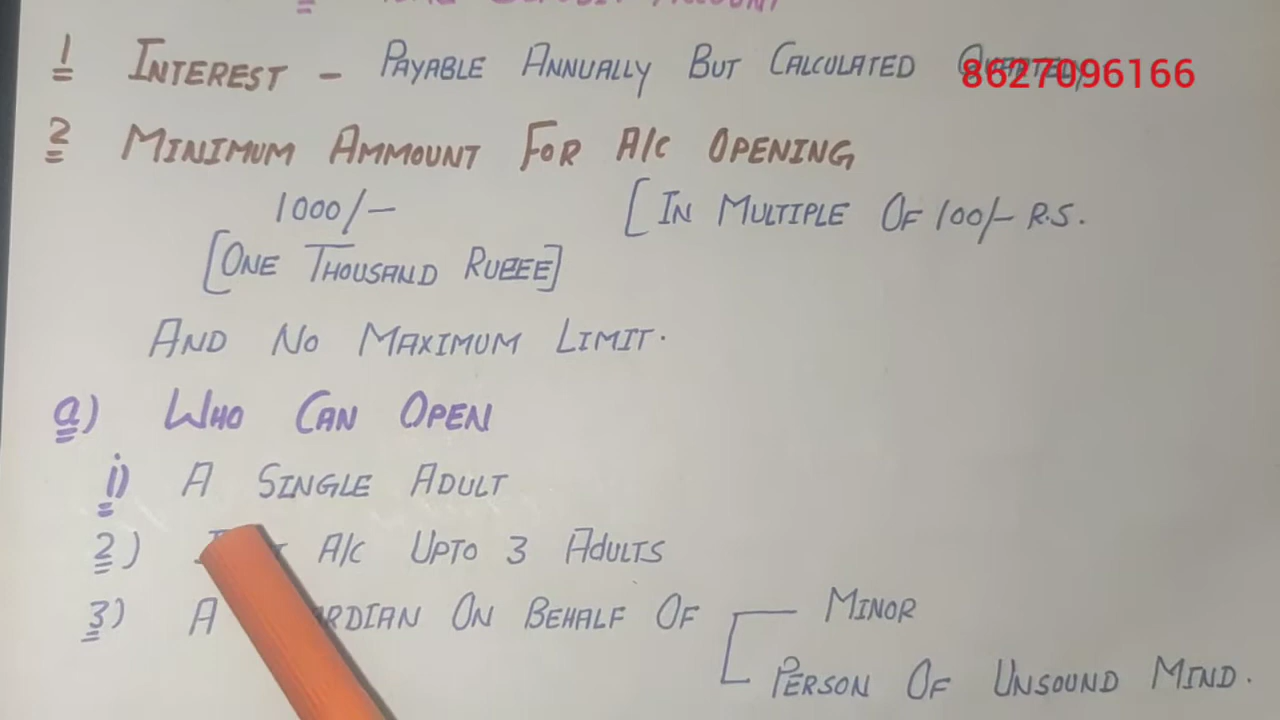 DEPOSIT ACCOUNT
1 INTEREST - PAYABLE ANNUALLY BUT CALCULATED
8627096166
2 MINIMUM AMMOUNT FOR A/C OPENING
1000/- [IN MULTIPLE OF 100/- R.S.
[ONE THOUSAND RUPEE]
AND NO MAXIMUM LIMIT.
a) WHO CAN OPEN
i) A SINGLE ADULT
2) A/C UPTO 3 ADULTS
3) A ON BEHALF OF MINOR
PERSON OF UNSOUND MIND.